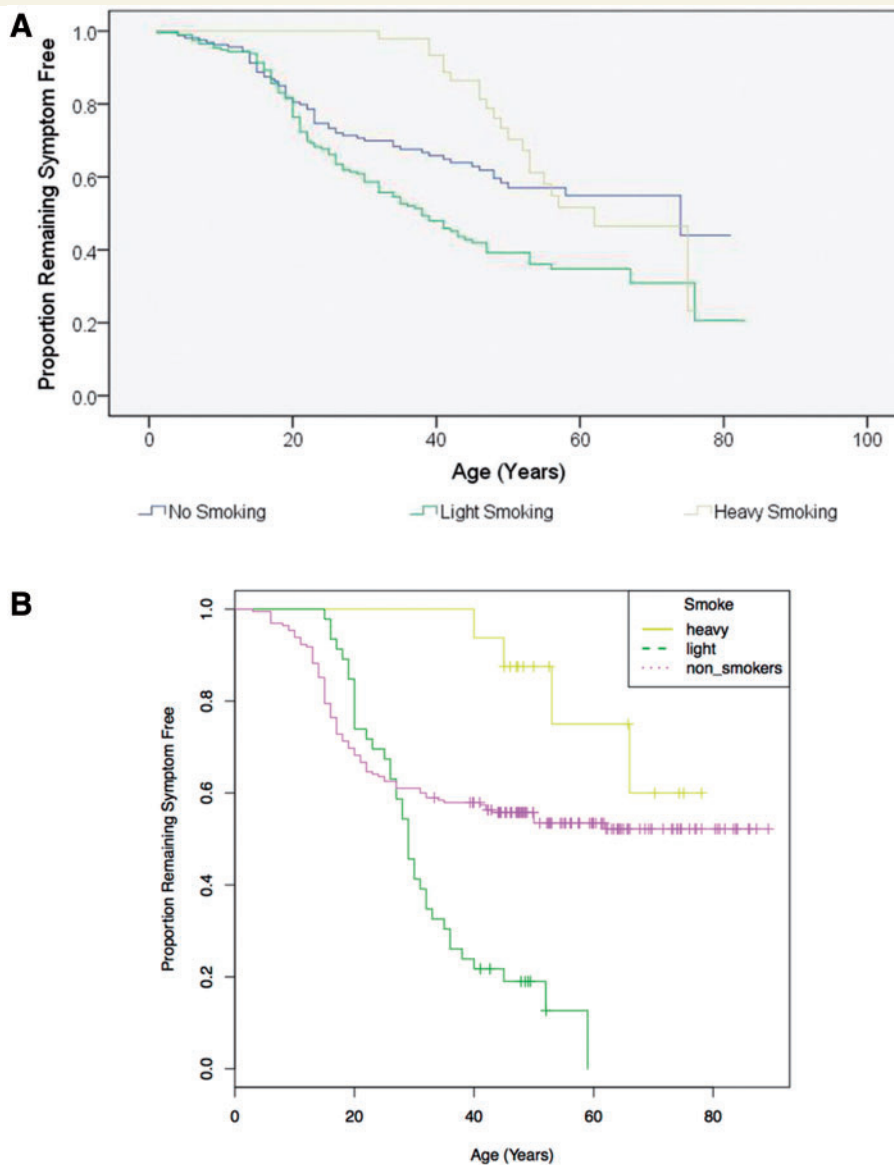 A
Proportion Remaining Symptom Free
1.0
0.8
0.6
0.4
0.2
0.0
0 20 40 60 80 100
Age (Years)
No Smoking Light Smoking Heavy Smoking
B
Proportion Remaining Symptom Free
1.0
0.8
0.6
0.4
0.2
0.0
Smoke
heavy
light
non_smokers
0 20 40 60 80
Age (Years)